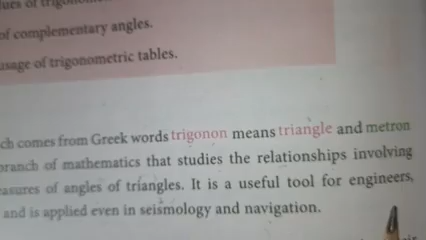 of complementary angles.
usage of trigonometric tables.
ch comes from Greek words trigonon means triangle and metron
branch of mathematics that studies the relationships involving
easures of angles of triangles. It is a useful tool for engineers,
and is applied even in seismology and navigation.